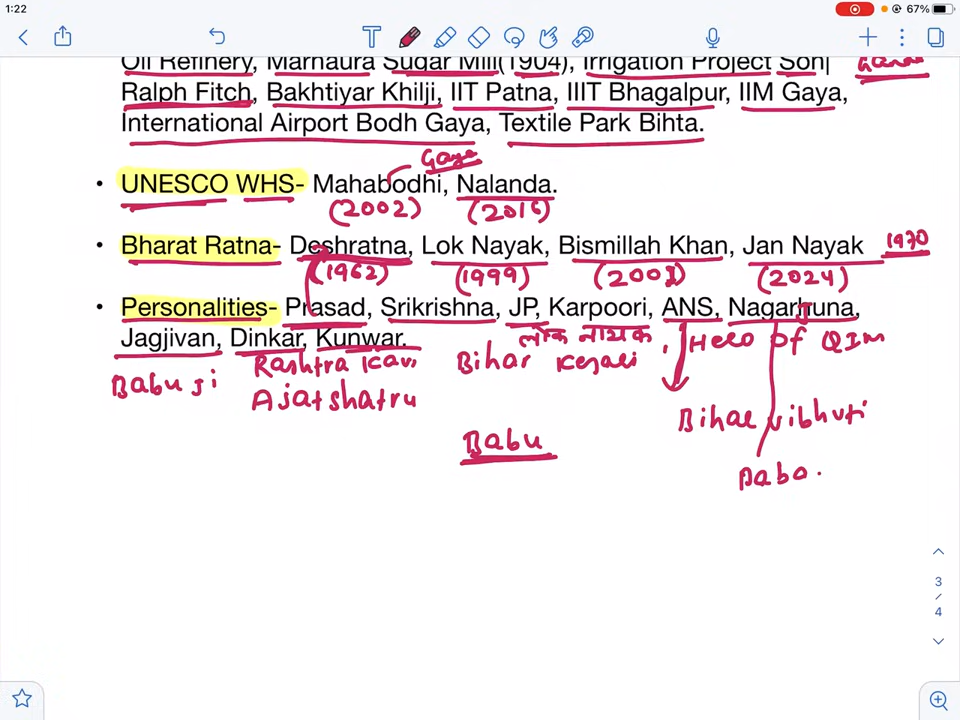 1:22
67%
T
Oil Refinery, Marhaura Sugar Mill(1904), Irrigation Project Son|
Ralph Fitch, Bakhtiyar Khilji, IIT Patna, IIIT Bhagalpur, IIM Gaya,
International Airport Bodh Gaya, Textile Park Bihta.
Gaya
• UNESCO WHS- Mahabodhi, Nalanda.
(2002) (2016)
• Bharat Ratna- Deshratna, Lok Nayak, Bismillah Khan, Jan Nayak 1970
(1962) (1999) (2001) (2024)
• Personalities- Prasad, Srikrishna, JP, Karpoori, ANS, Nagarjuna,
लोक नायक
Jagjivan, Dinkar, Kunwar.
Hero of QIM
Rashtra Kavi Bihar Kesari
Babu ji
Ajatshatru
Bihar vibhuti
Babu
Baba.
3
/
4